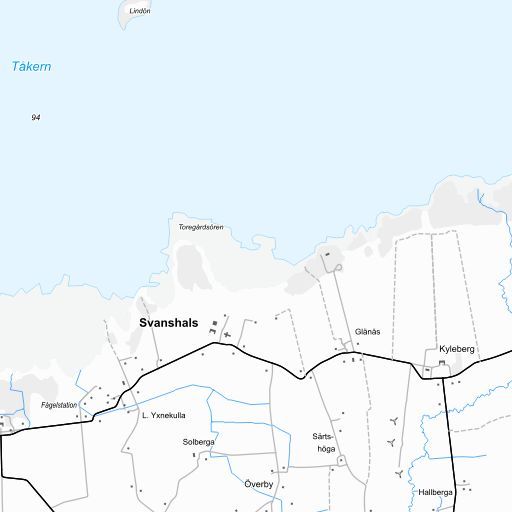 Lindön
Tåkern
94
Toregårdsören
Svanshals
Glänås
Kyleberg
Fågelstation
L. Yxnekulla
Solberga
Särts-
höga
Överby
Hallberga